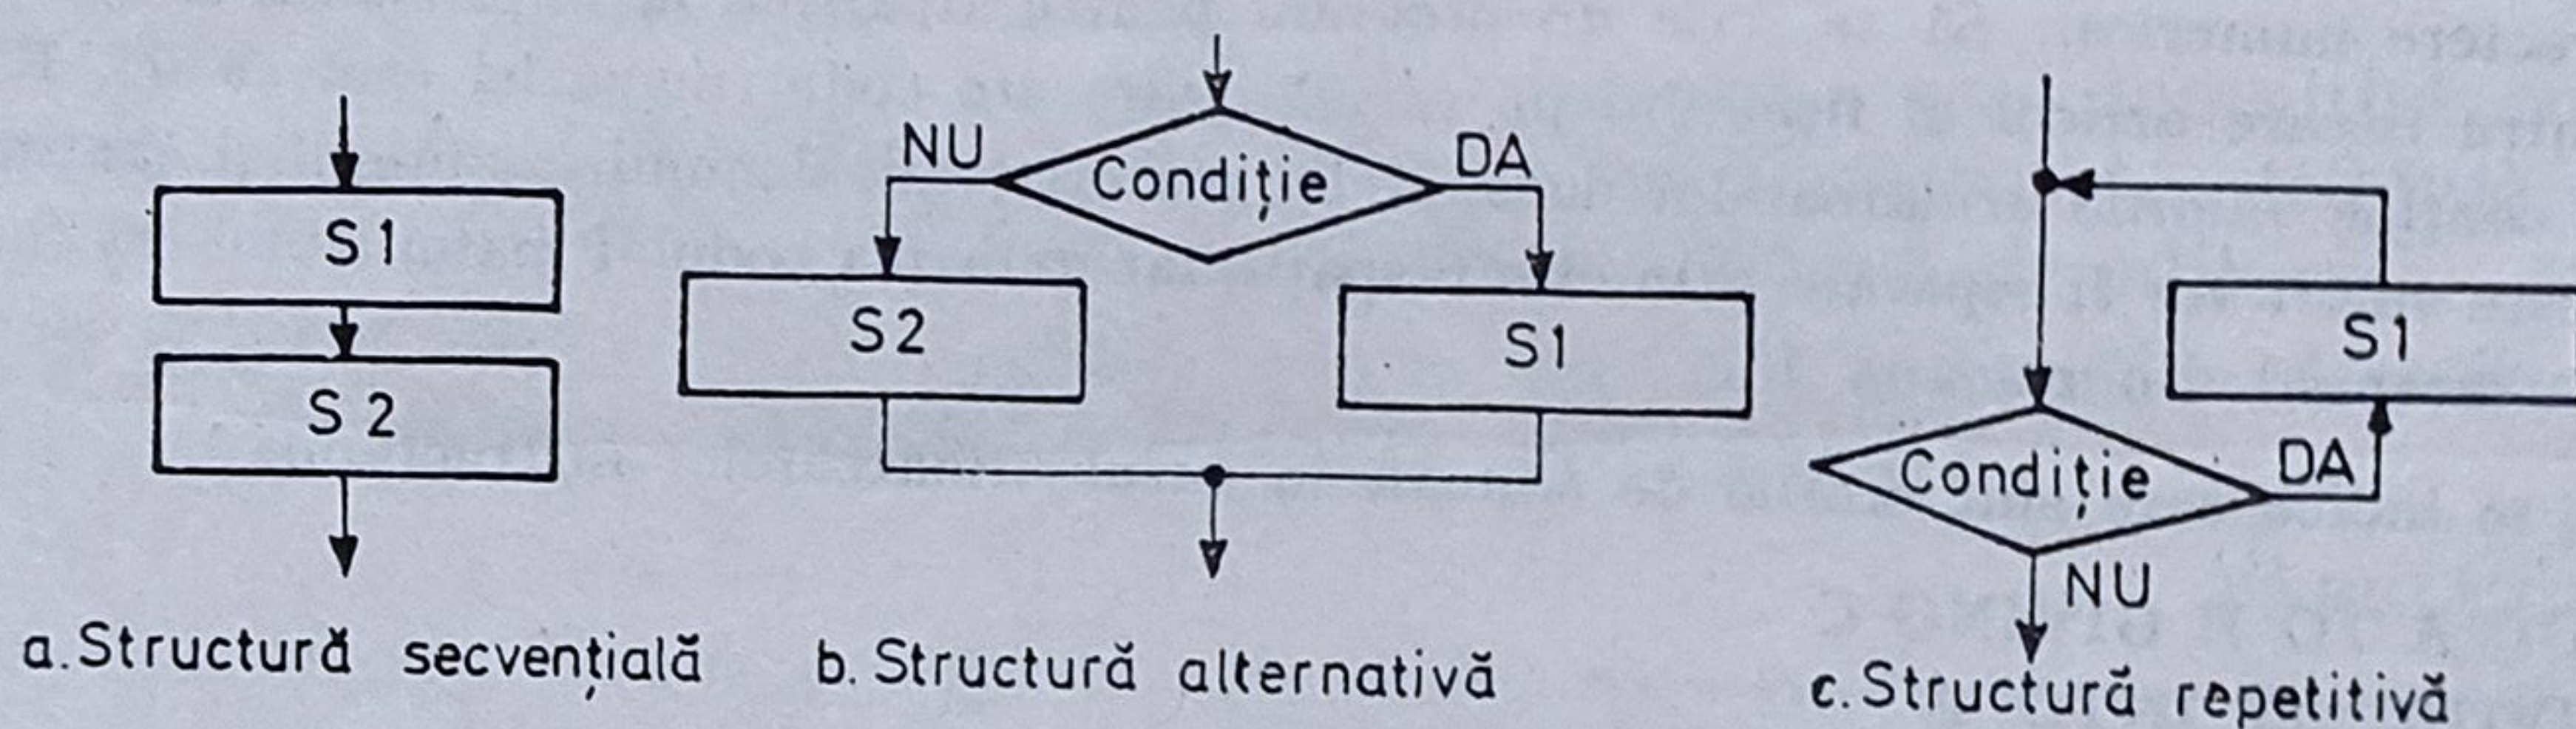 S1
S2
a. Structură secvențială
NU
Condiție
DA
S2
S1
b. Structură alternativă
S1
Condiție
DA
NU
c. Structură repetitivă